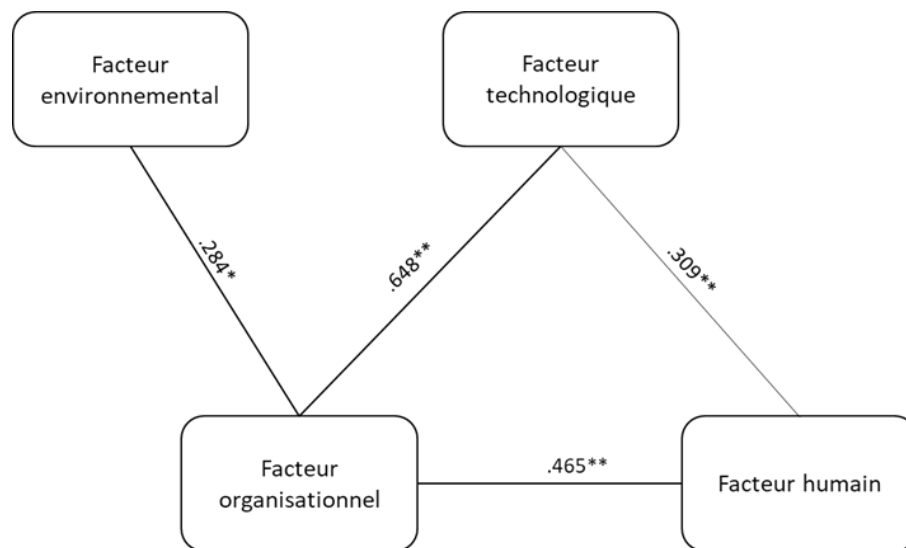 Facteur
environnemental
Facteur
technologique
.284*
.648**
.309**
Facteur
organisationnel
.465**
Facteur humain